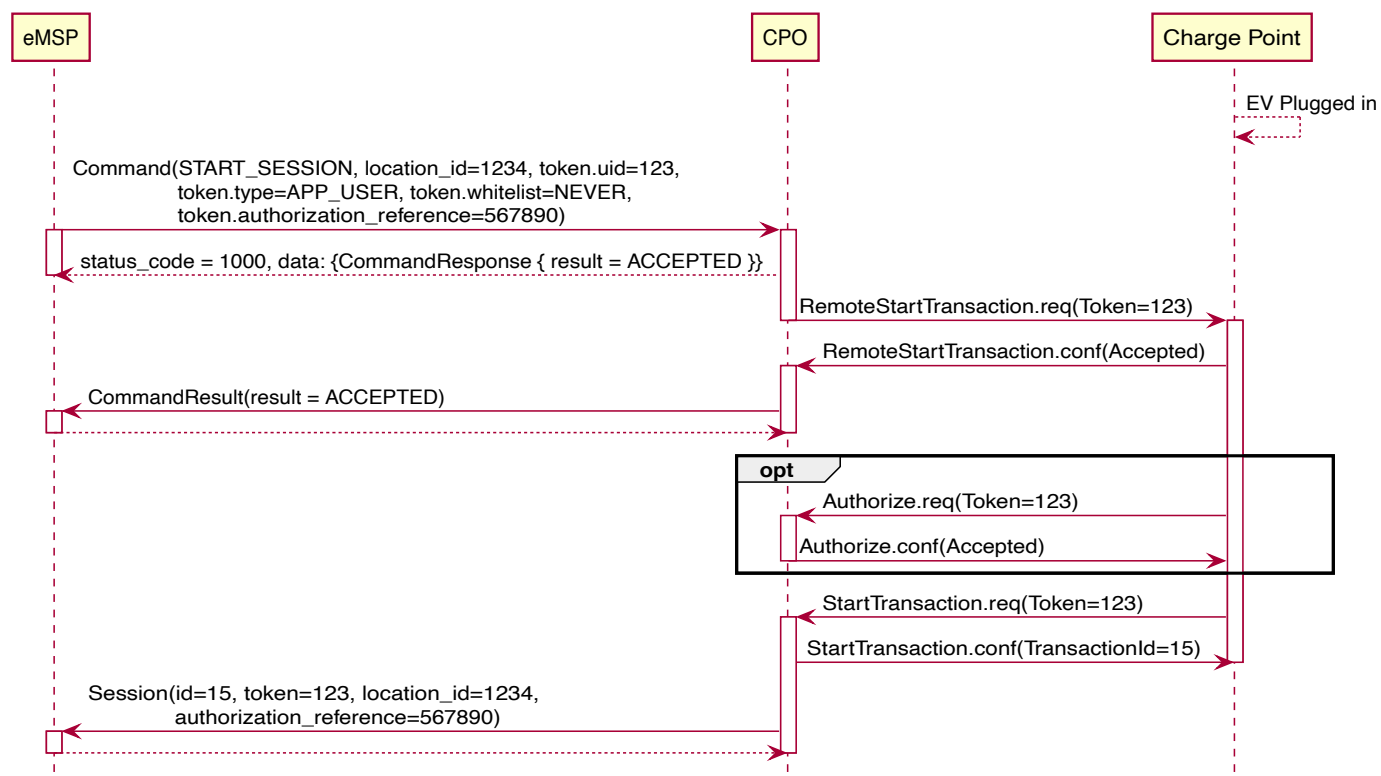 eMSP
CPO
Charge Point
EV Plugged in
Command(START_SESSION, location_id=1234, token.uid=123,
token.type=APP_USER, token.whitelist=NEVER,
token.authorization_reference=567890)
status_code = 1000, data: {CommandResponse { result = ACCEPTED }}
RemoteStartTransaction.req(Token=123)
RemoteStartTransaction.conf(Accepted)
CommandResult(result = ACCEPTED)
opt
Authorize.req(Token=123)
Authorize.conf(Accepted)
StartTransaction.req(Token=123)
StartTransaction.conf(TransactionId=15)
Session(id=15, token=123, location_id=1234,
authorization_reference=567890)